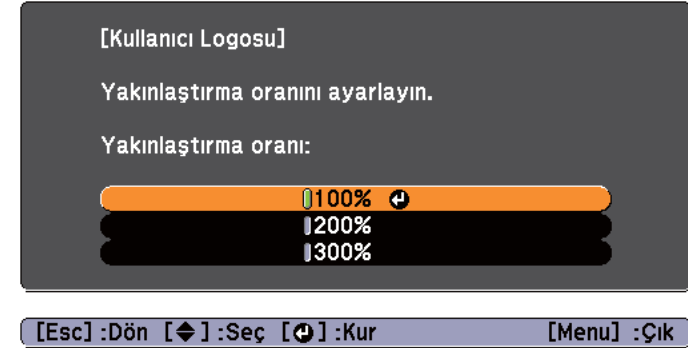 [Kullanıcı Logosu]
Yakınlaştırma oranını ayarlayın.
Yakınlaştırma oranı:
100%
200%
300%
[Esc] :Dön [◆] :Seç [↵] :Kur [Menu] :Çık